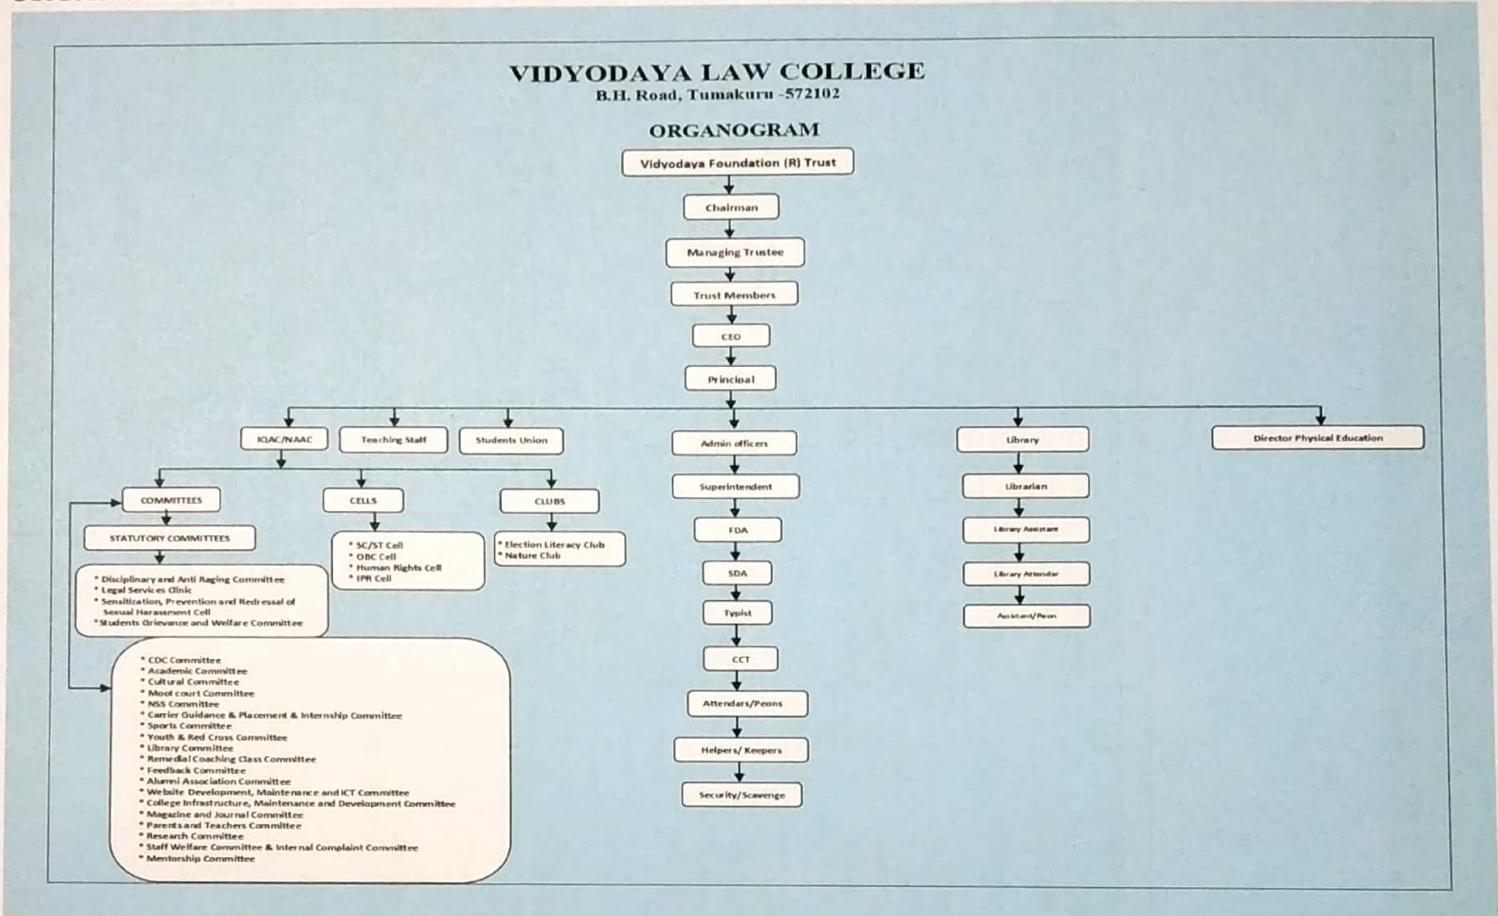 VIDYODAYA LAW COLLEGE
B.H. Road, Tumakuru -572102
ORGANOGRAM
Vidyodaya Foundation (R) Trust
Chairman
Managing Trustee
Trust Members
CEO
Principal
IQAC/NAAC
Teaching Staff
Students Union
Admin officers
Library
Director Physical Education
COMMITTEES
CELLS
CLUBS
Superintendent
Librarian
STATUTORY COMMITTEES
* SC/ST Cell
* OBC Cell
* Human Rights Cell
* IPR Cell
* Election Literacy Club
* Nature Club
FDA
Library Assistant
* Disciplinary and Anti Raging Committee
* Legal Services Clinic
* Sensitization, Prevention and Redressal of
Sexual Harassment Cell
*Students Grievance and Welfare Committee
SDA
Library Attender
Typist
Assistant/Peon
CCT
Attendars/Peons
Helpers/ Keepers
Security/Scavenge
* CDC Committee
* Academic Committee
* Cultural Committee
* Moot court Committee
* NSS Committee
* Carrier Guidance & Placement & Internship Committee
* Sports Committee
* Youth & Red Cross Committee
* Library Committee
* Remedial Coaching Class Committee
* Feedback Committee
* Alumni Association Committee
* Website Development, Maintenance and ICT Committee
* College Infrastructure, Maintenance and Development Committee
* Magazine and Journal Committee
* Parents and Teachers Committee
* Research Committee
* Staff Welfare Committee & Internal Complaint Committee
* Mentorship Committee